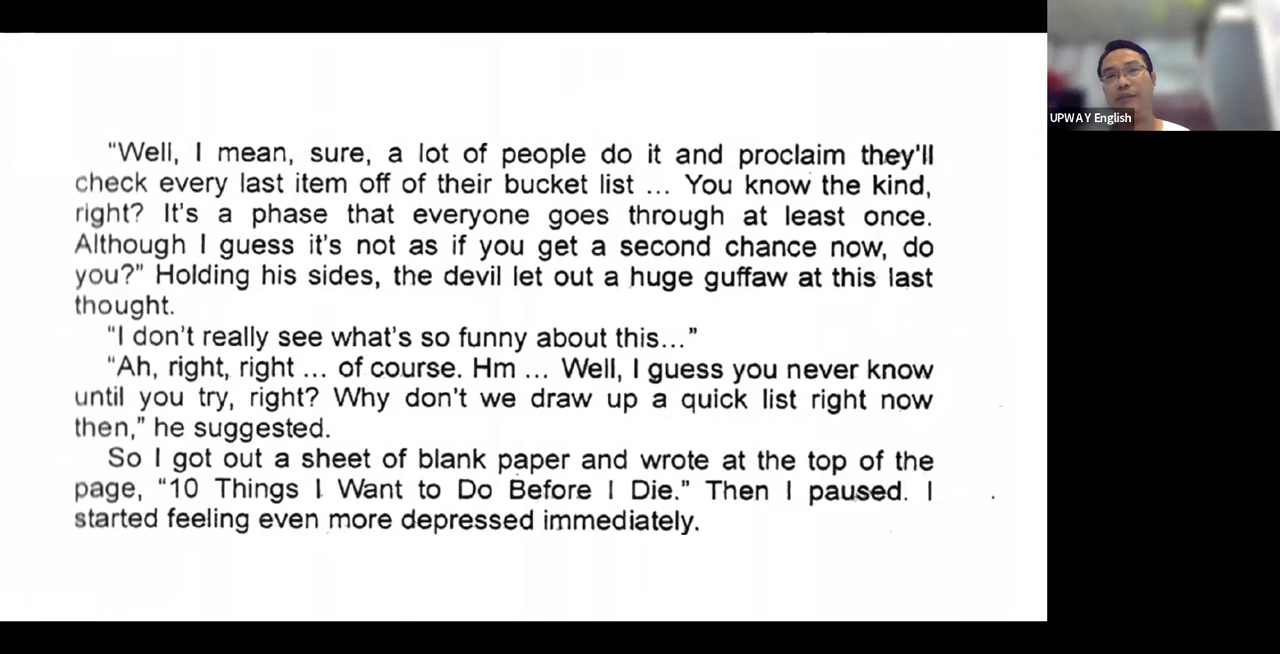 "Well, I mean, sure, a lot of people do it and proclaim they'll
check every last item off of their bucket list ... You know the kind,
right? It's a phase that everyone goes through at least once.
Although I guess it's not as if you get a second chance now, do
you?" Holding his sides, the devil let out a huge guffaw at this last
thought.
"I don't really see what's so funny about this..."
"Ah, right, right ... of course. Hm ... Well, I guess you never know
until you try, right? Why don't we draw up a quick list right now
then," he suggested.
So I got out a sheet of blank paper and wrote at the top of the
page, "10 Things I Want to Do Before I Die." Then I paused. I
started feeling even more depressed immediately.
UPWAY English